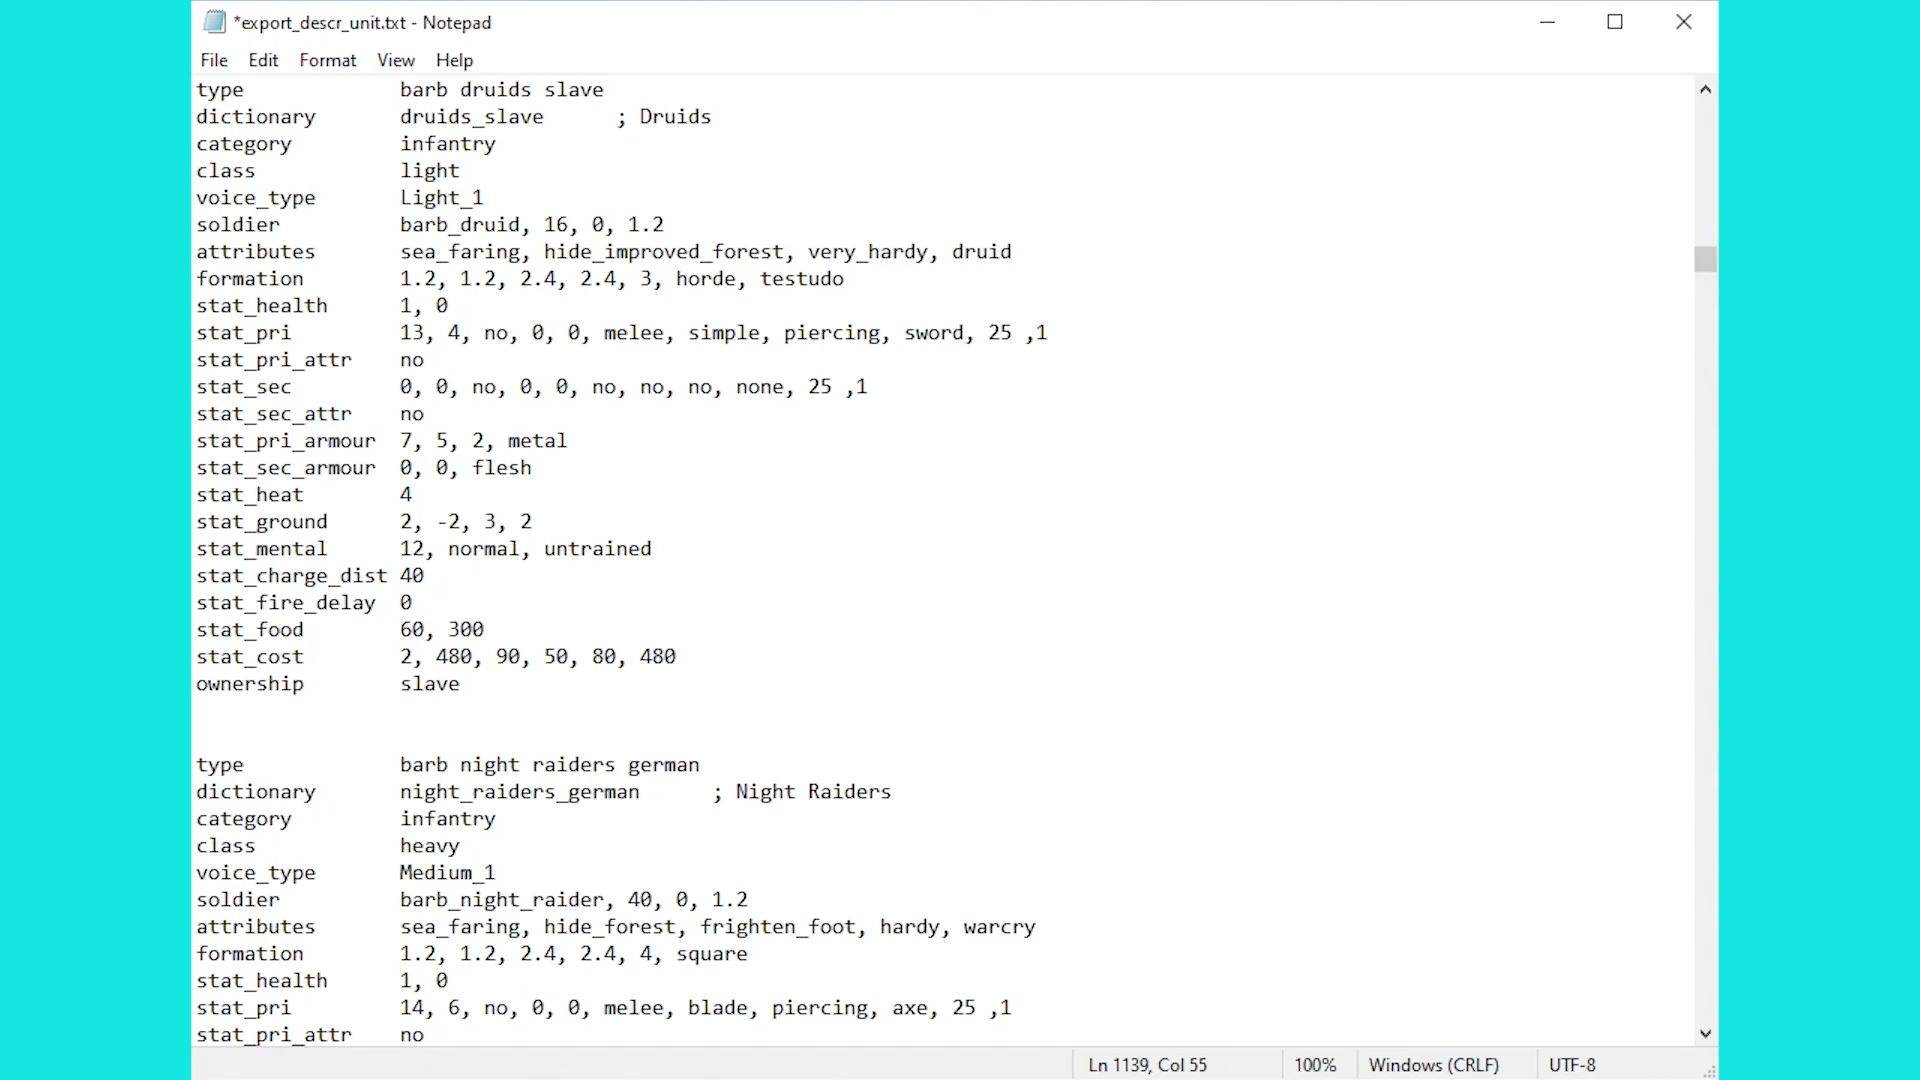 *export_descr_unit.txt - Notepad
File Edit Format View Help
type barb druids slave
dictionary druids_slave ; Druids
category infantry
class light
voice_type Light_1
soldier barb_druid, 16, 0, 1.2
attributes sea_faring, hide_improved_forest, very_hardy, druid
formation 1.2, 1.2, 2.4, 2.4, 3, horde, testudo
stat_health 1, 0
stat_pri 13, 4, no, 0, 0, melee, simple, piercing, sword, 25 ,1
stat_pri_attr no
stat_sec 0, 0, no, 0, 0, no, no, no, none, 25 ,1
stat_sec_attr no
stat_pri_armour 7, 5, 2, metal
stat_sec_armour 0, 0, flesh
stat_heat 4
stat_ground 2, -2, 3, 2
stat_mental 12, normal, untrained
stat_charge_dist 40
stat_fire_delay 0
stat_food 60, 300
stat_cost 2, 480, 90, 50, 80, 480
ownership slave
type barb night raiders german
dictionary night_raiders_german ; Night Raiders
category infantry
class heavy
voice_type Medium_1
soldier barb_night_raider, 40, 0, 1.2
attributes sea_faring, hide_forest, frighten_foot, hardy, warcry
formation 1.2, 1.2, 2.4, 2.4, 4, square
stat_health 1, 0
stat_pri 14, 6, no, 0, 0, melee, blade, piercing, axe, 25 ,1
stat_pri_attr no
Ln 1139, Col 55 100% Windows (CRLF) UTF-8